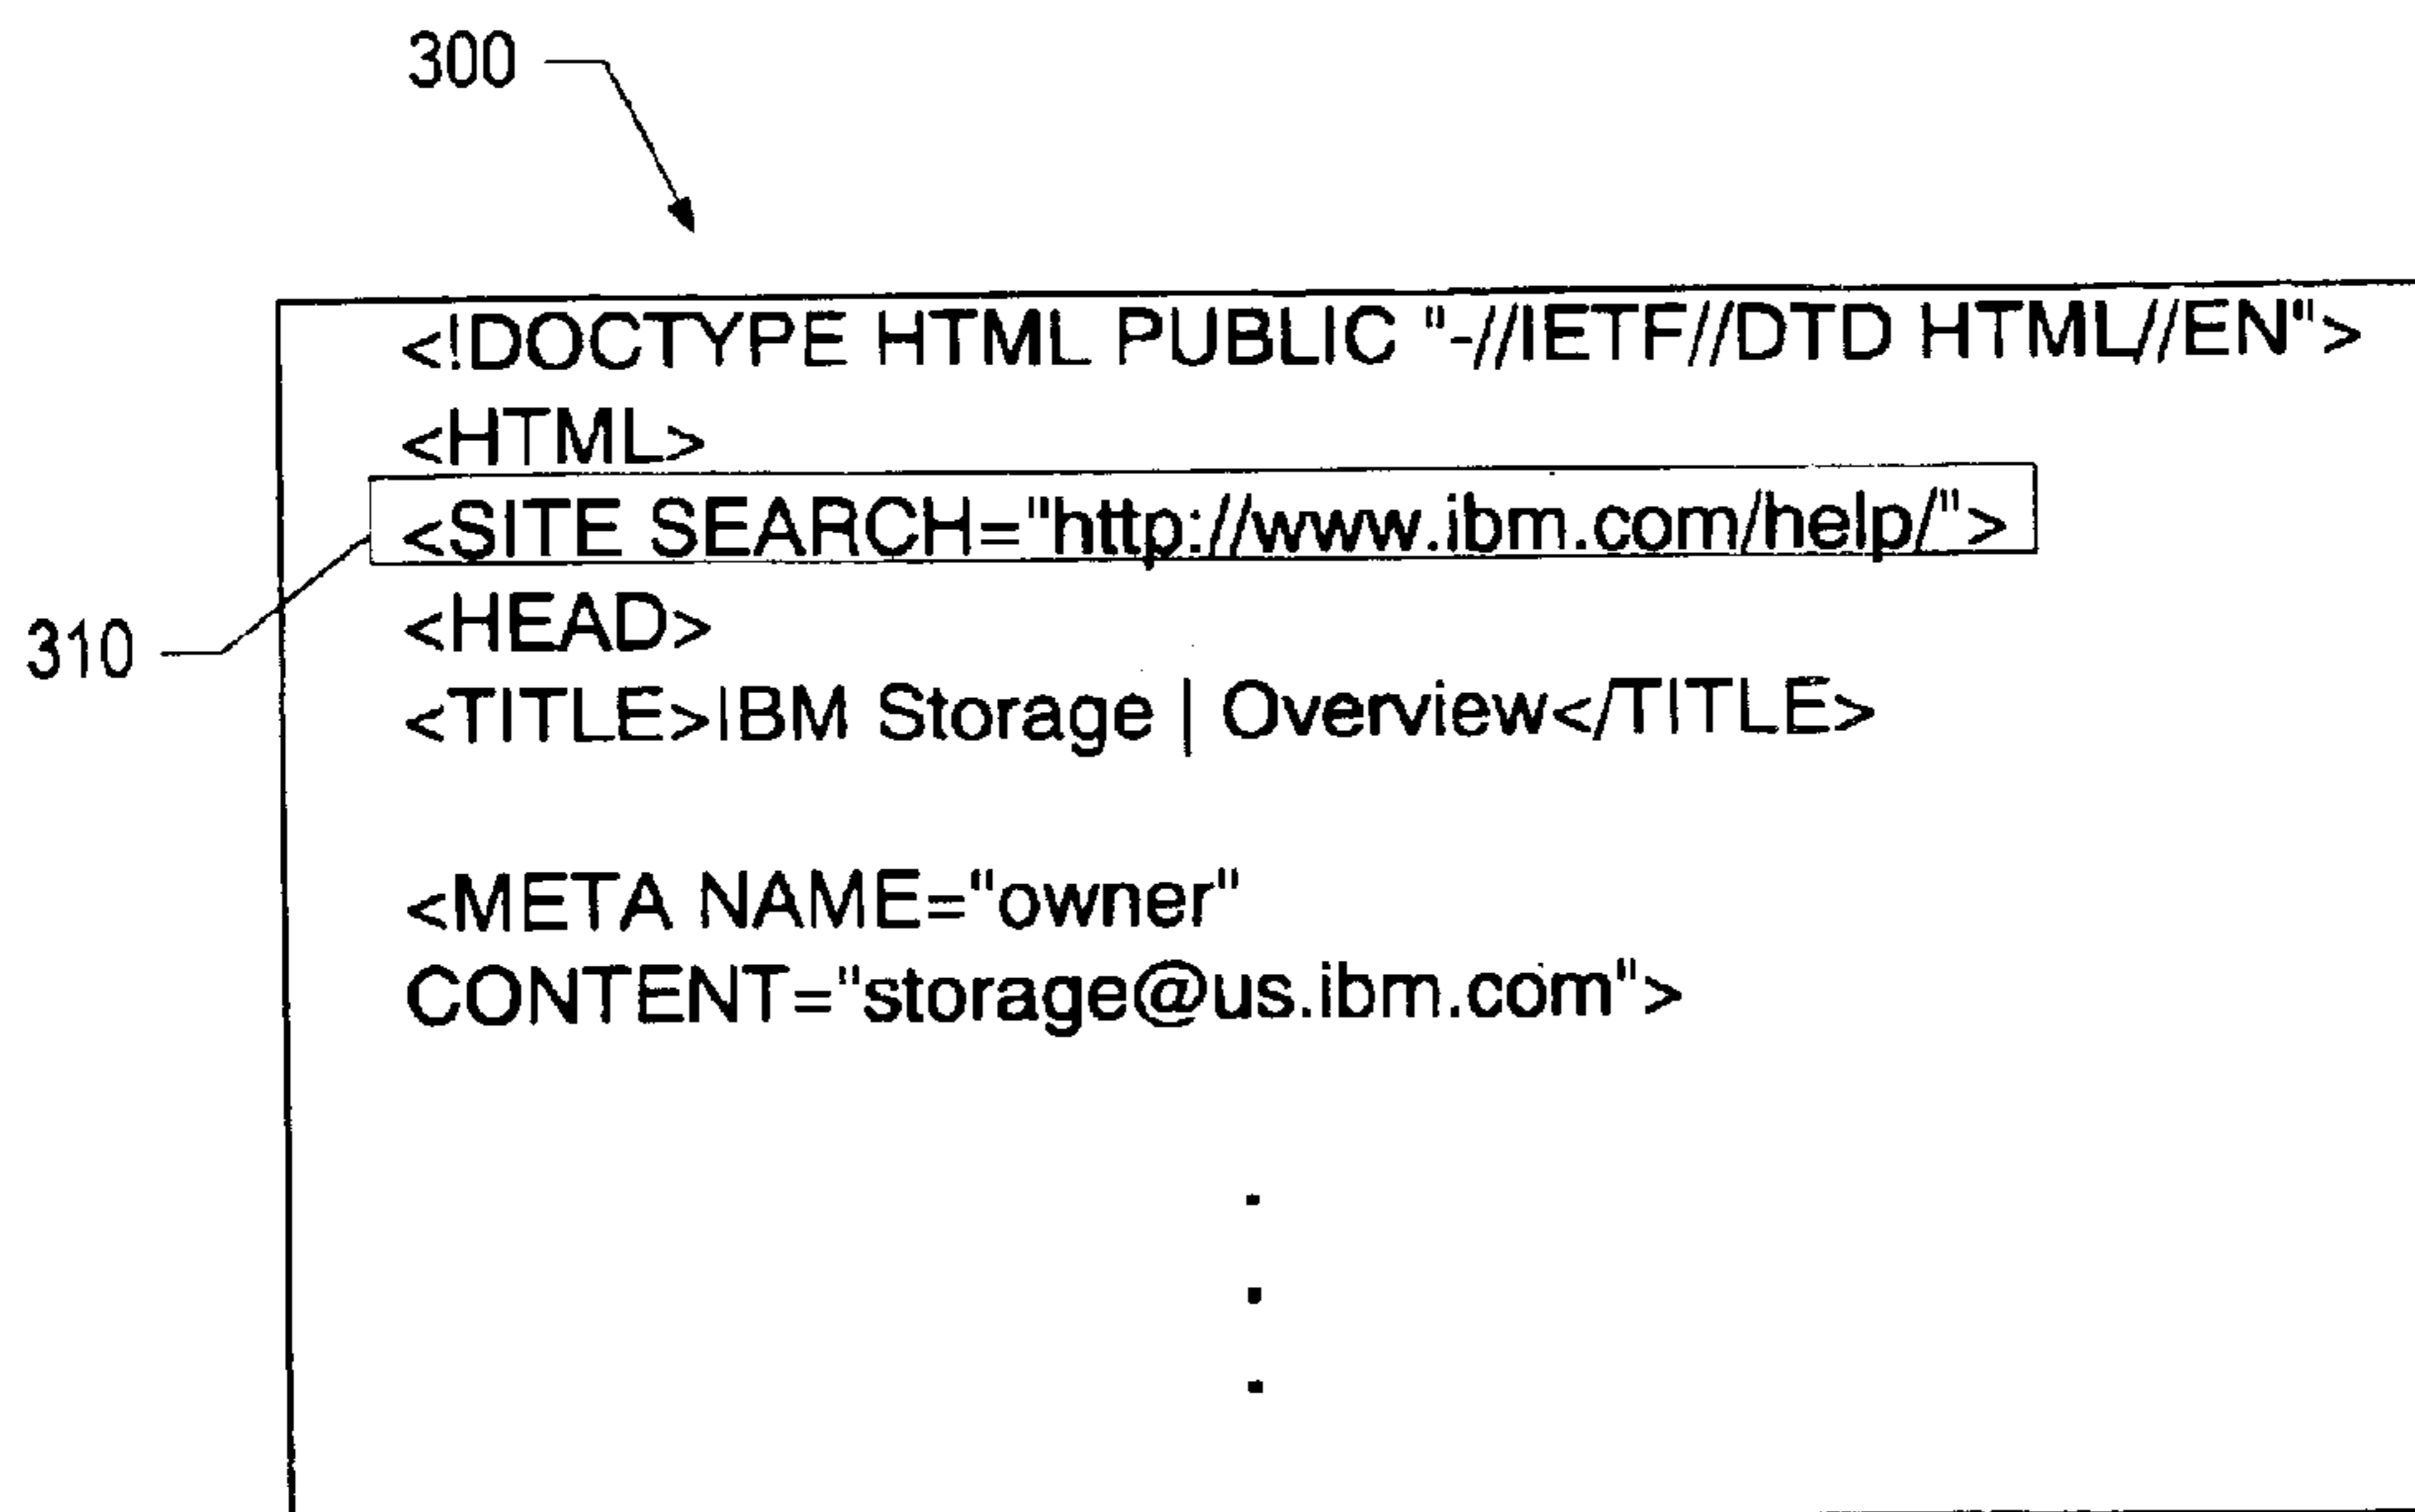 300
<!DOCTYPE HTML PUBLIC "-//IETF//DTD HTML//EN">
<HTML>
<SITE SEARCH="http://www.ibm.com/help/">
<HEAD>
310
<TITLE>IBM Storage | Overview</TITLE>
<META NAME="owner"
CONTENT="storage@us.ibm.com">
.
.
.